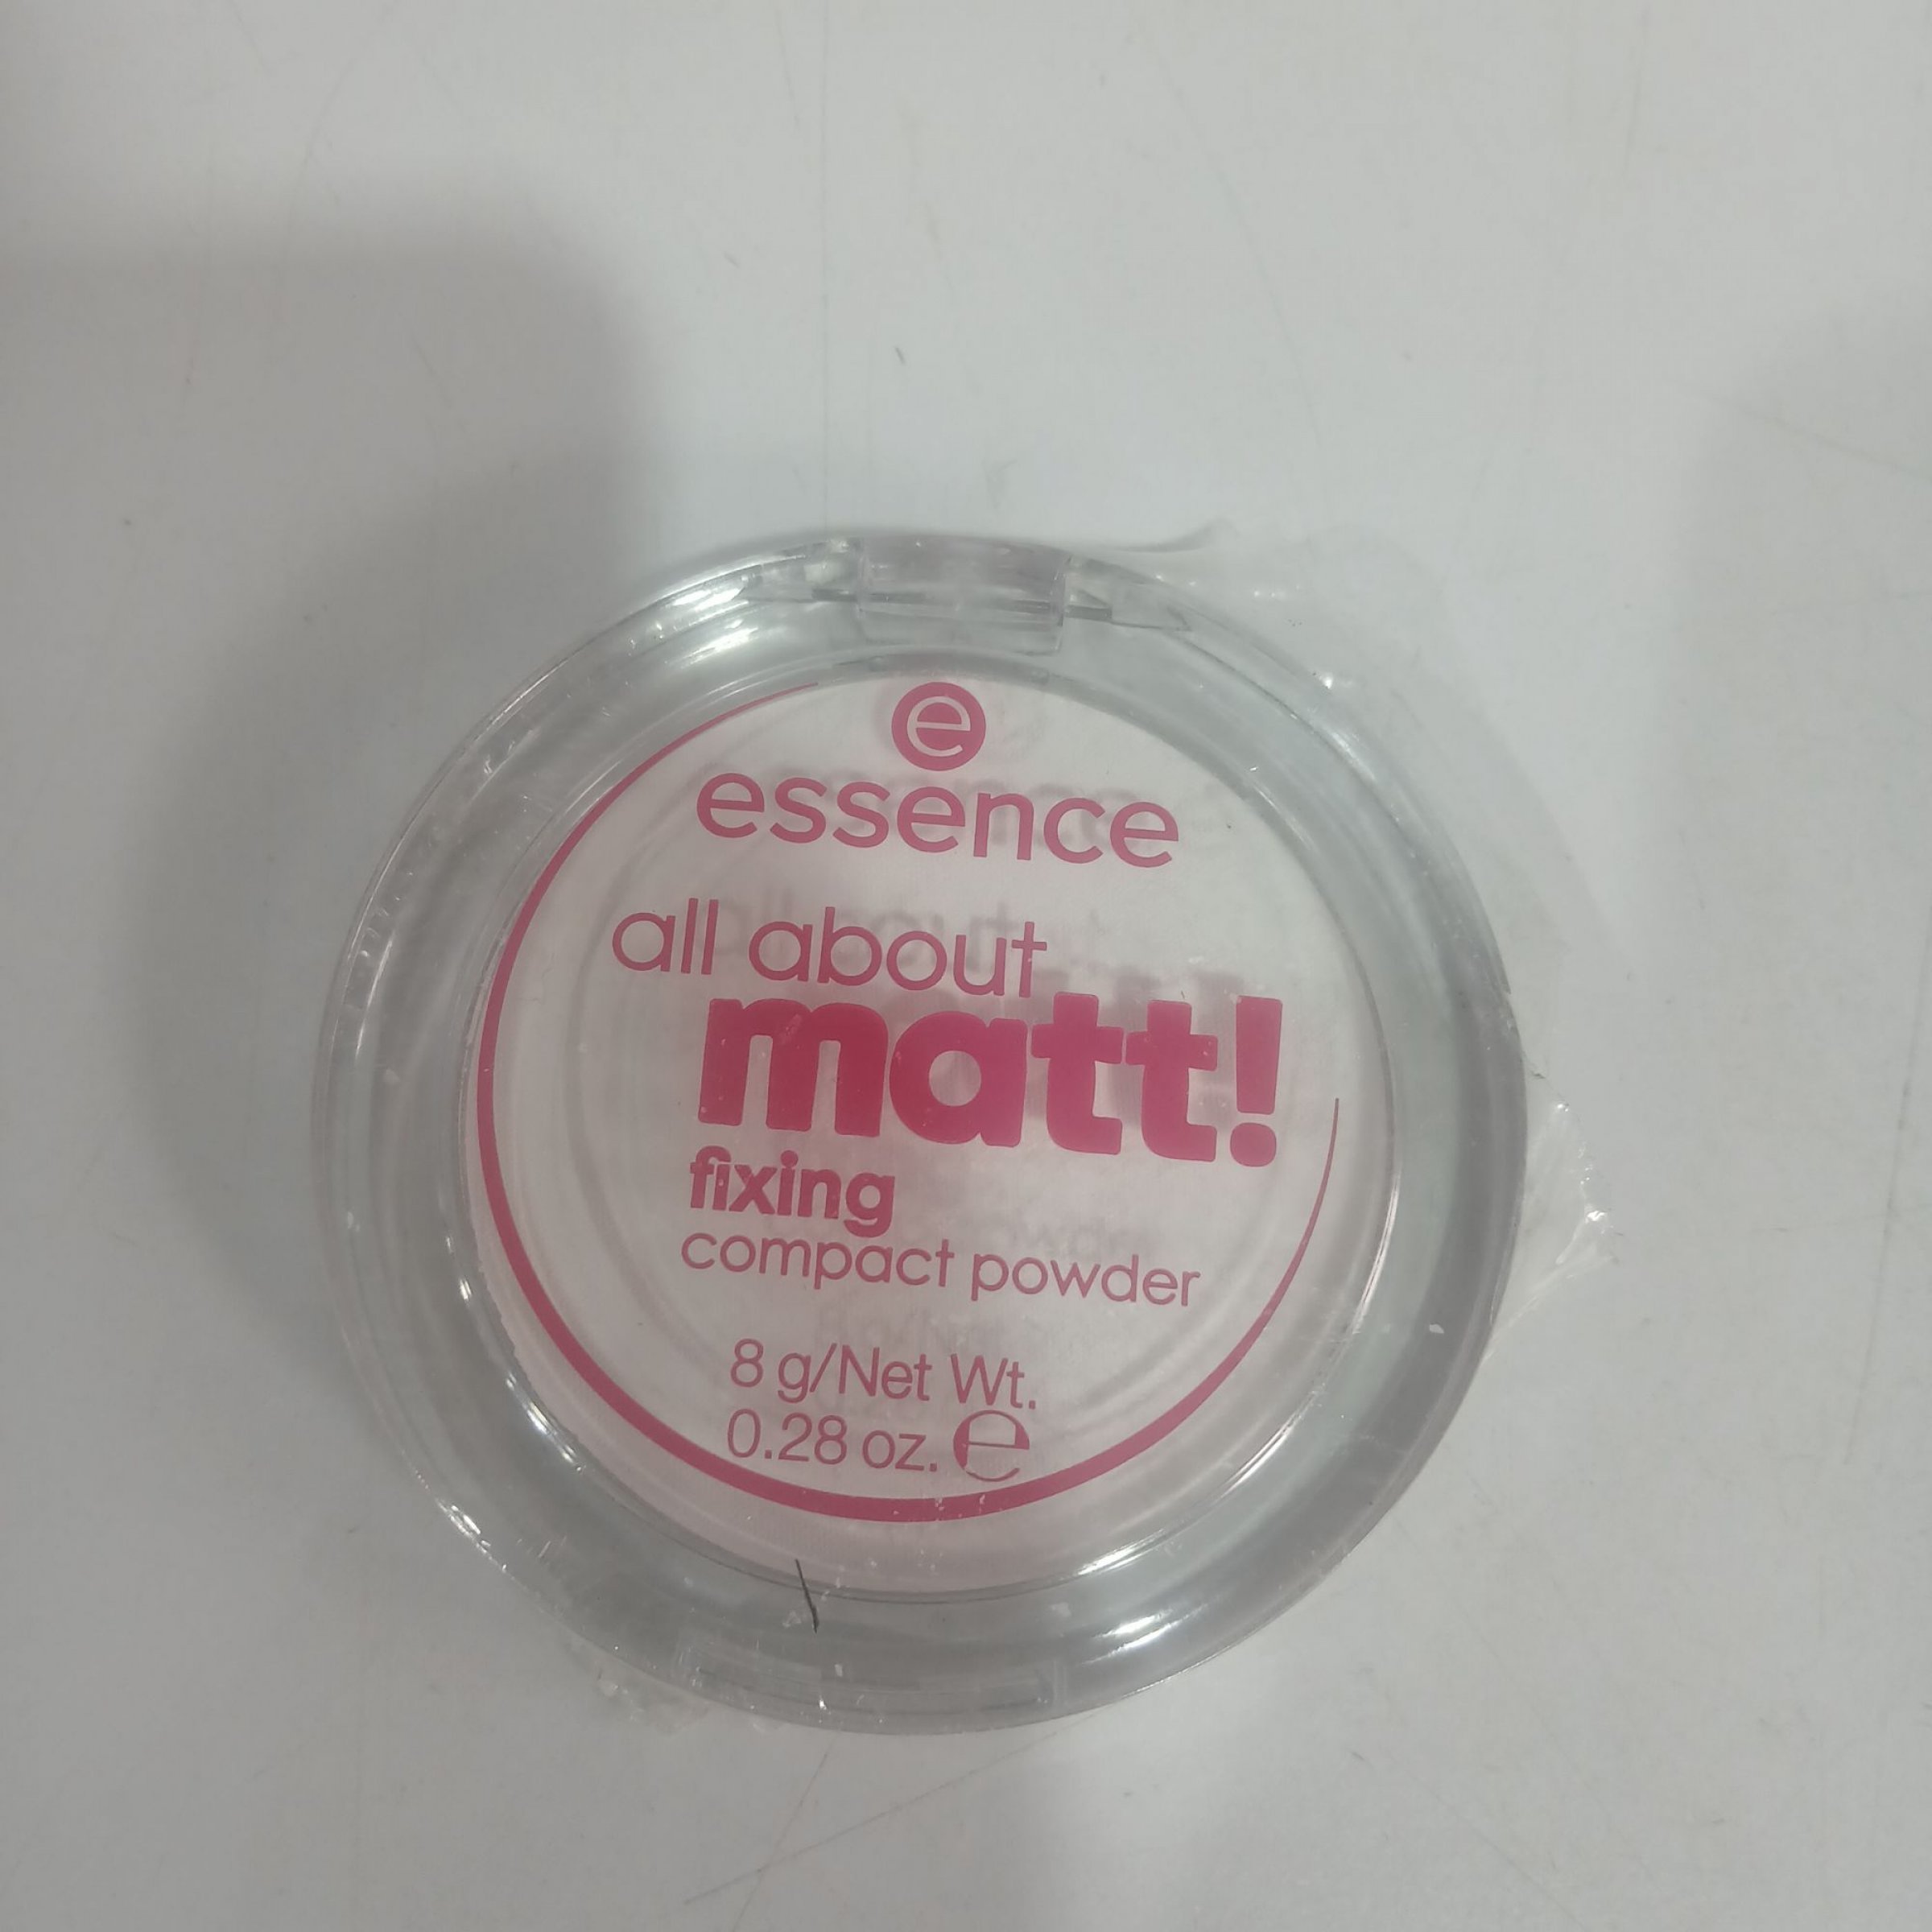 e
essence
all about
matt!
fixing
compact powder
8 g/Net Wt.
0.28 oz. ℮